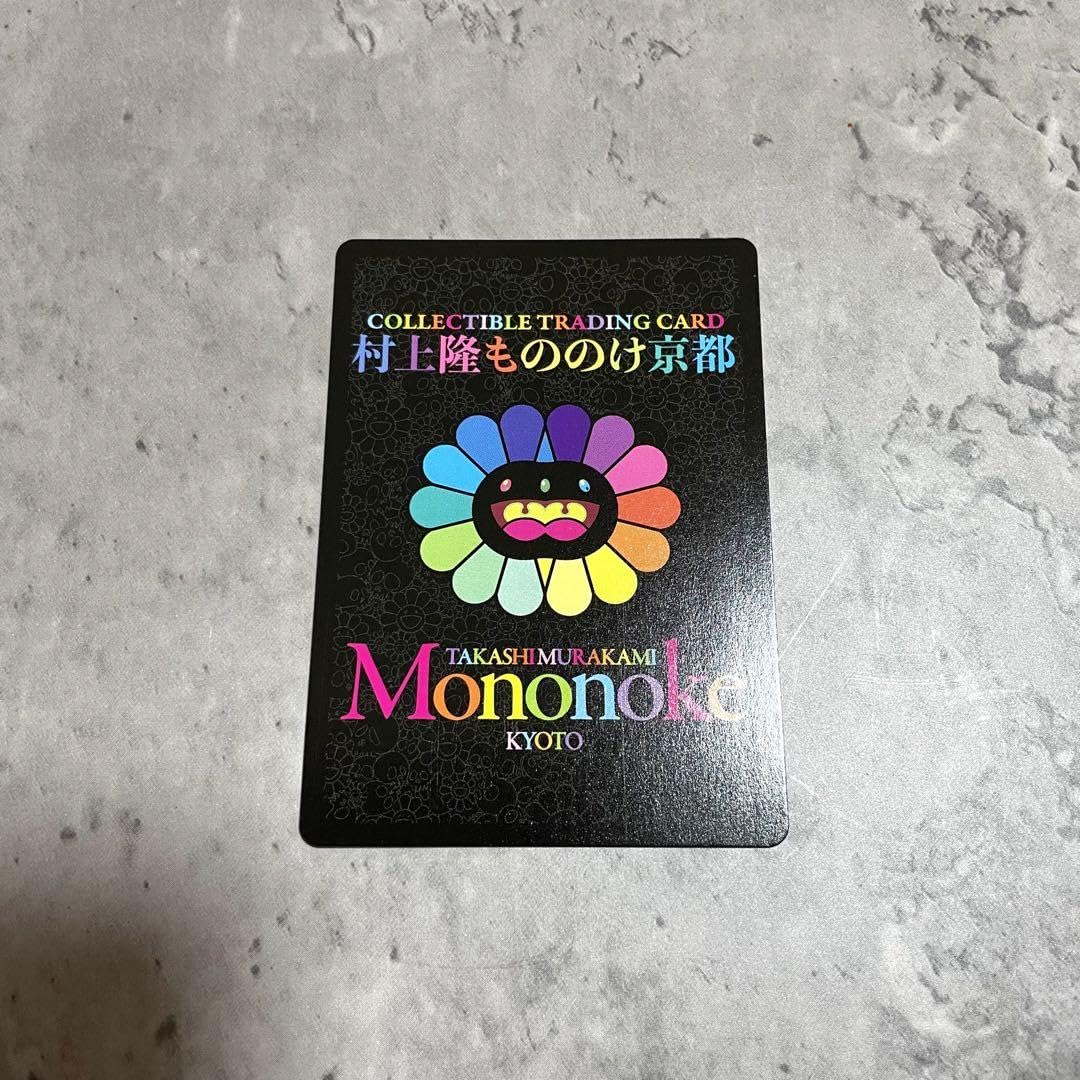 COLLECTIBLE TRADING CARD
村上隆もののけ京都
TAKASHI MURAKAMI
Mononoke
KYOTO